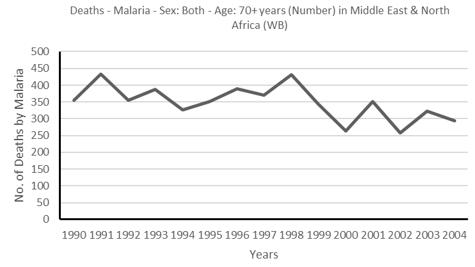 Deaths - Malaria - Sex: Both - Age: 70+ years (Number) in Middle East & North
Africa (WB)
500
450
400
350
300
250
200
150
100
50
0
No. of Deaths by Malaria
1990 1991 1992 1993 1994 1995 1996 1997 1998 1999 2000 2001 2002 2003 2004
Years